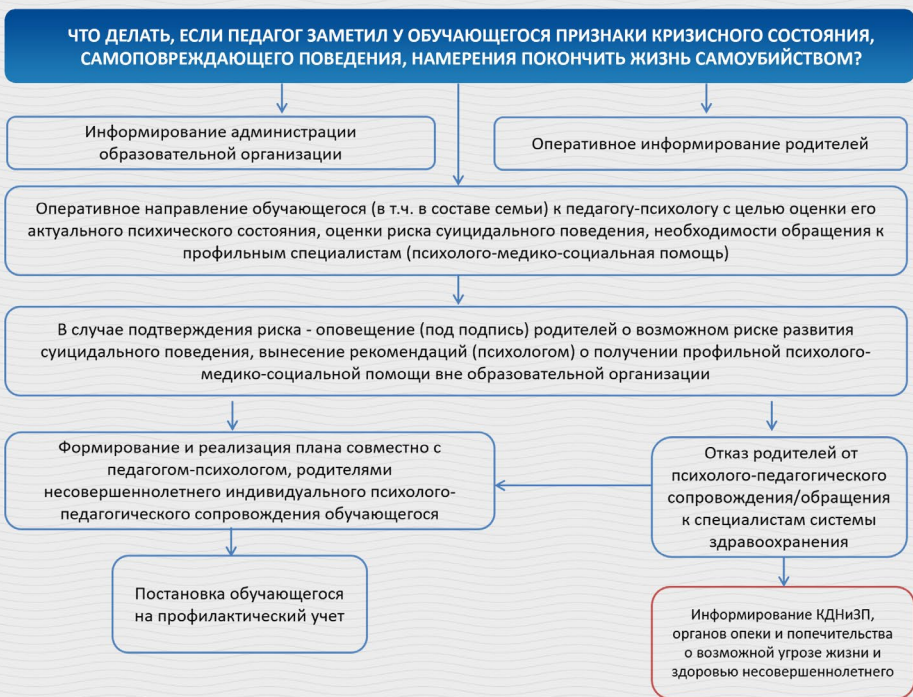 ЧТО ДЕЛАТЬ, ЕСЛИ ПЕДАГОГ ЗАМЕТИЛ У ОБУЧАЮЩЕГОСЯ ПРИЗНАКИ КРИЗИСНОГО СОСТОЯНИЯ,
САМОПОВРЕЖДАЮЩЕГО ПОВЕДЕНИЯ, НАМЕРЕНИЯ ПОКОНЧИТЬ ЖИЗНЬ САМОУБИЙСТВОМ?
Информирование администрации
образовательной организации
Оперативное информирование родителей
Оперативное направление обучающегося (в т.ч. в составе семьи) к педагогу-психологу с целью оценки его
актуального психического состояния, оценки риска суицидального поведения, необходимости обращения к
профильным специалистам (психолого-медико-социальная помощь)
В случае подтверждения риска - оповещение (под подпись) родителей о возможном риске развития
суицидального поведения, вынесение рекомендаций (психологом) о получении профильной психолого-
медико-социальной помощи вне образовательной организации
Формирование и реализация плана совместно с
педагогом-психологом, родителями
несовершеннолетнего индивидуального психолого-
педагогического сопровождения обучающегося
Отказ родителей от
психолого-педагогического
сопровождения/обращения
к специалистам системы
здравоохранения
Постановка обучающегося
на профилактический учет
Информирование КДНиЗП,
органов опеки и попечительства
о возможной угрозе жизни и
здоровью несовершеннолетнего